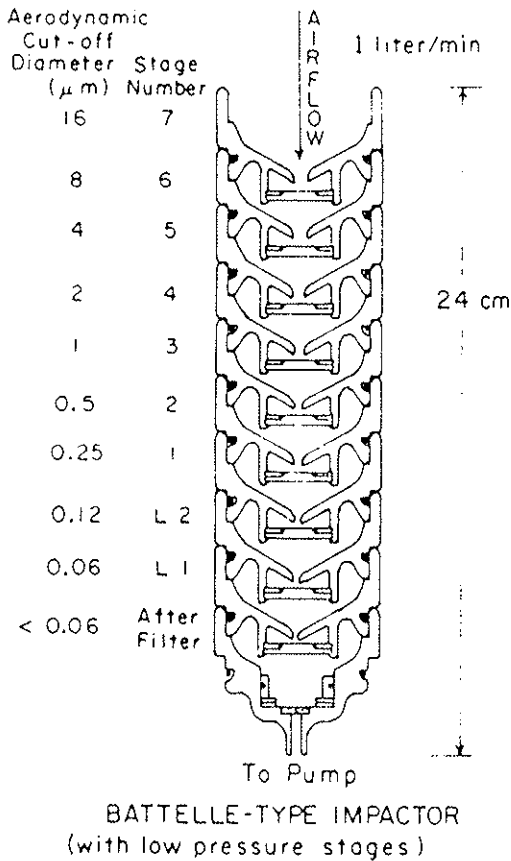 Aerodynamic
Cut-off
Diameter Stage
(μm) Number
AIRFLOW
1 liter/min
16 7
8 6
4 5
2 4
24 cm
1 3
0.5 2
0.25 1
0.12 L 2
0.06 L 1
< 0.06 After
Filter
To Pump
BATTELLE-TYPE IMPACTOR
(with low pressure stages)